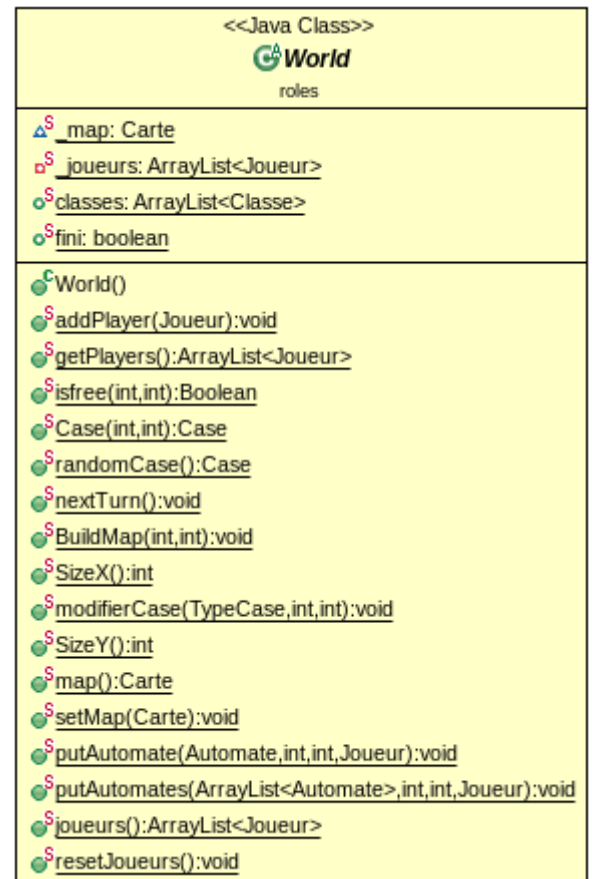 <<Java Class>>
World
roles
_map: Carte
_joueurs: ArrayList<Joueur>
classes: ArrayList<Classe>
fini: boolean
World()
addPlayer(Joueur):void
getPlayers():ArrayList<Joueur>
isfree(int,int):Boolean
Case(int,int):Case
randomCase():Case
nextTurn():void
BuildMap(int,int):void
SizeX():int
modifierCase(TypeCase,int,int):void
SizeY():int
map():Carte
setMap(Carte):void
putAutomate(Automate,int,int,Joueur):void
putAutomates(ArrayList<Automate>,int,int,Joueur):void
joueurs():ArrayList<Joueur>
resetJoueurs():void